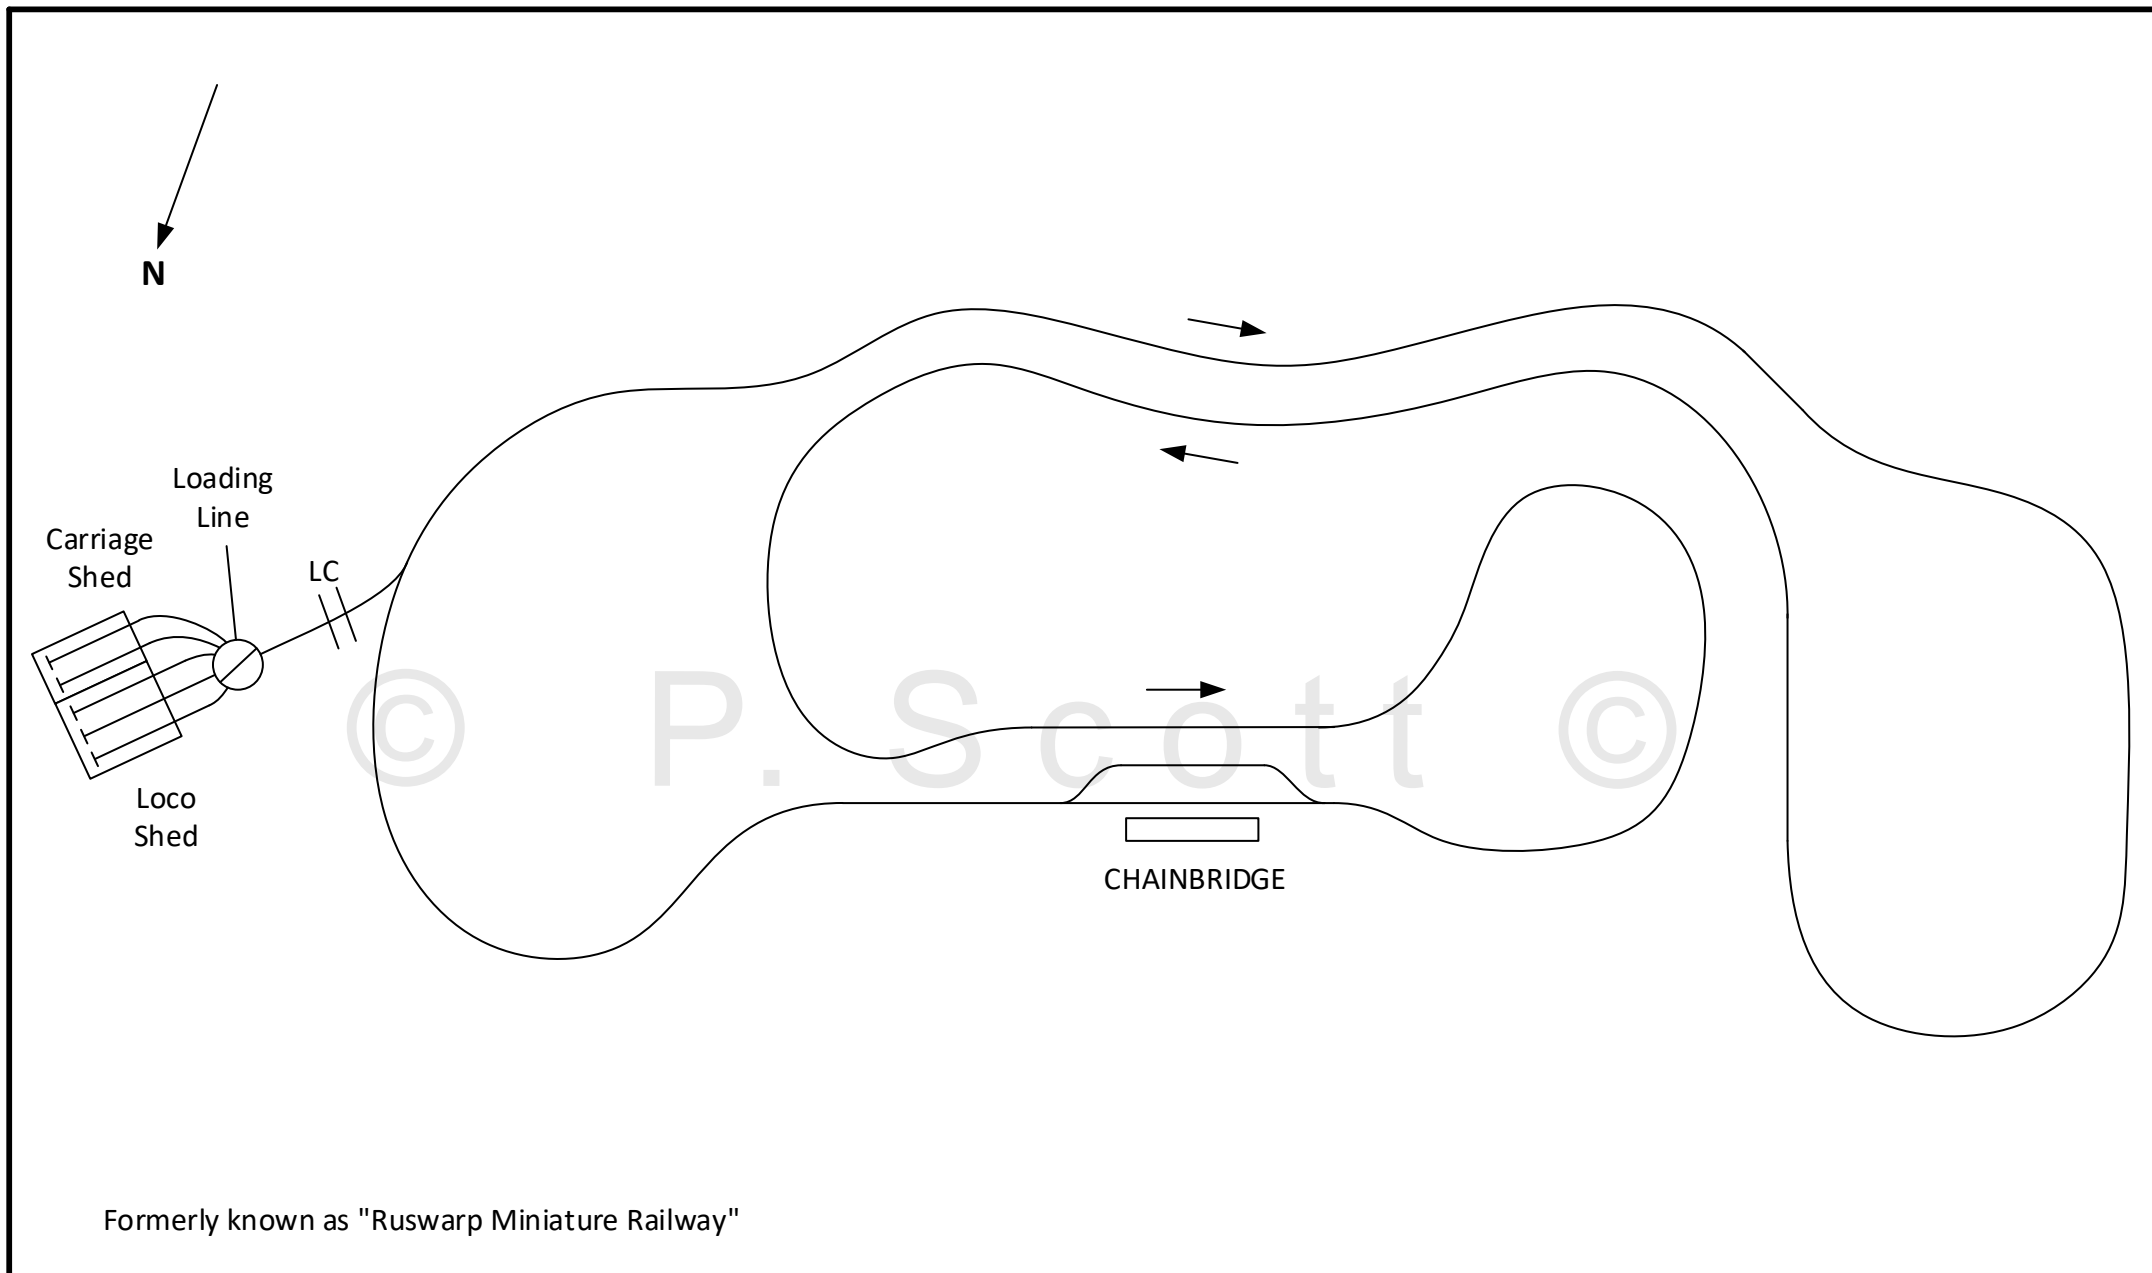 N
Loading
Line
Carriage
Shed
LC
© P. Scott ©
Loco
Shed
CHAINBRIDGE
Formerly known as "Ruswarp Miniature Railway"